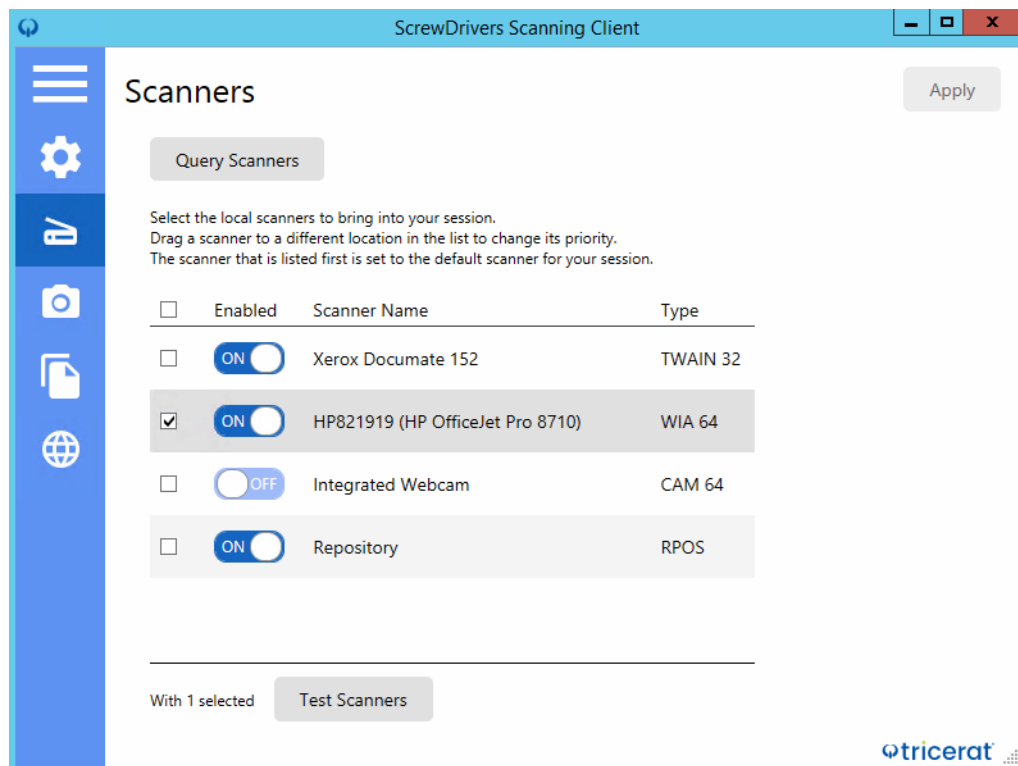 ScrewDrivers Scanning Client
Scanners
Apply
Query Scanners
Select the local scanners to bring into your session.
Drag a scanner to a different location in the list to change its priority.
The scanner that is listed first is set to the default scanner for your session.
Enabled Scanner Name Type
ON Xerox Documate 152 TWAIN 32
ON HP821919 (HP OfficeJet Pro 8710) WIA 64
OFF Integrated Webcam CAM 64
ON Repository RPOS
With 1 selected Test Scanners
tricerat